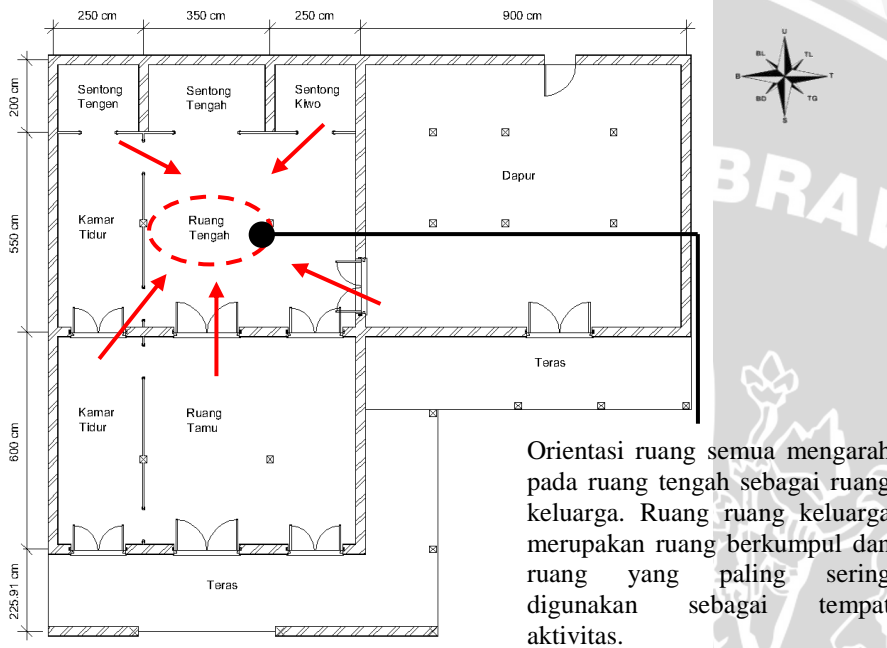 250 cm 350 cm 250 cm 900 cm
U
BL TL
B T
BD TG
S
200 cm
Sentong
Tengen
Sentong
Tengah
Sentong
Kiwo
Dapur
550 cm
Kamar
Tidur
Ruang
Tengah
Teras
600 cm
Kamar
Tidur
Ruang
Tamu
225.91 cm
Teras
BRA
Orientasi ruang semua mengarah
pada ruang tengah sebagai ruang
keluarga. Ruang ruang keluarga
merupakan ruang berkumpul dan
ruang yang paling sering
digunakan sebagai tempat
aktivitas.